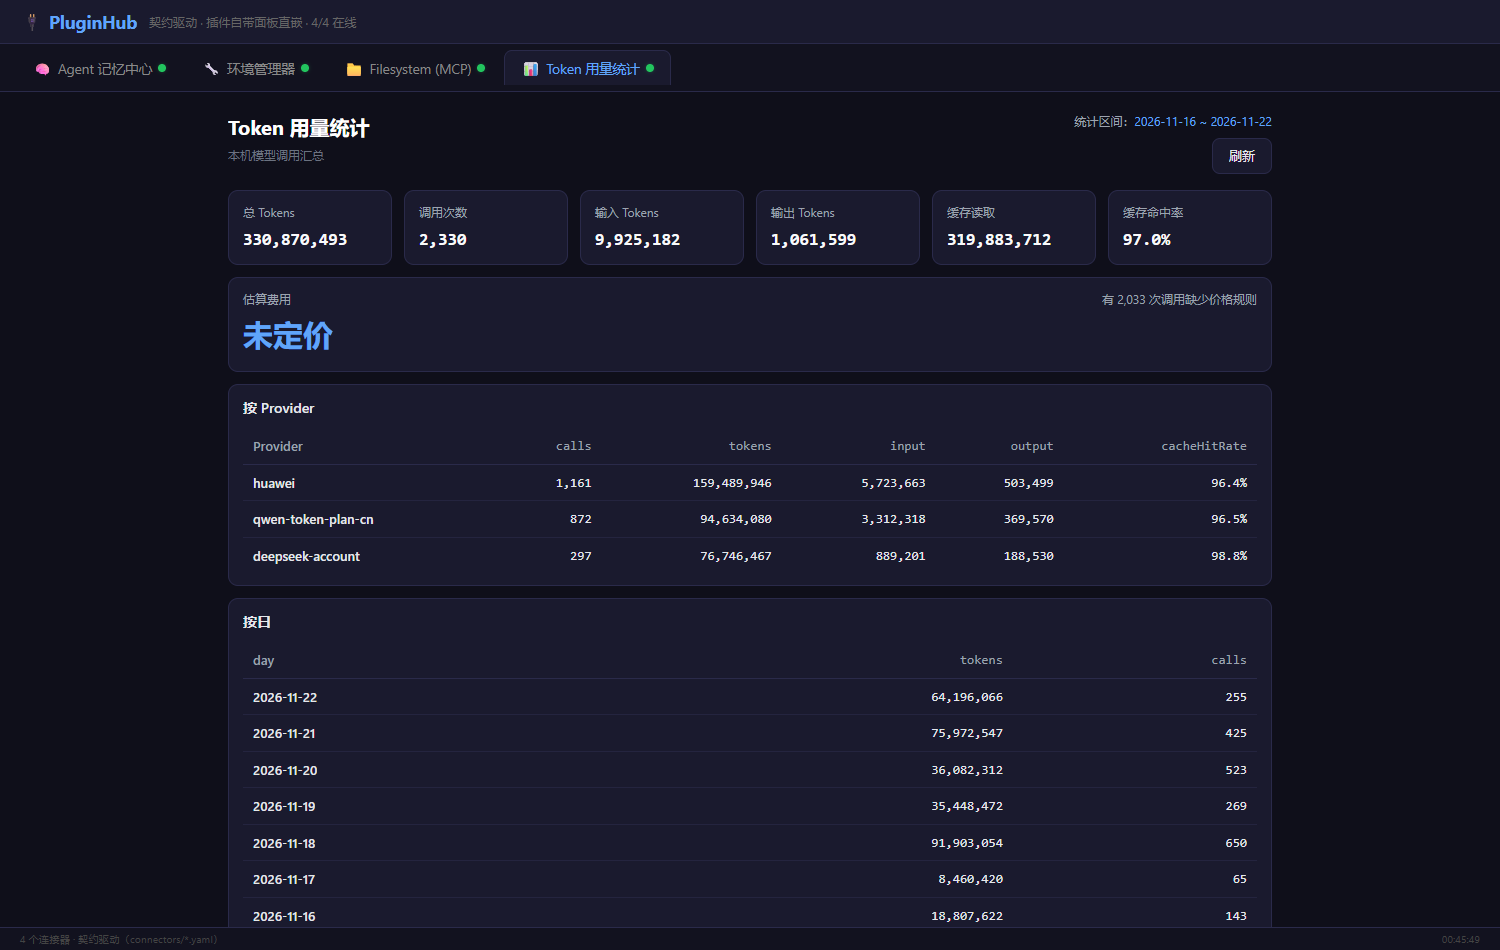 PluginHub 契约驱动 · 插件自带面板直嵌 · 4/4 在线
Agent 记忆中心 环境管理器 Filesystem (MCP) Token 用量统计
Token 用量统计
统计区间：2026-11-16 ~ 2026-11-22
本机模型调用汇总
刷新
总 Tokens 调用次数 输入 Tokens 输出 Tokens 缓存读取 缓存命中率
330,870,493 2,330 9,925,182 1,061,599 319,883,712 97.0%
估算费用 有 2,033 次调用缺少价格规则
未定价
按 Provider
Provider calls tokens input output cacheHitRate
huawei 1,161 159,489,946 5,723,663 503,499 96.4%
qwen-token-plan-cn 872 94,634,080 3,312,318 369,570 96.5%
deepseek-account 297 76,746,467 889,201 188,530 98.8%
按日
day tokens calls
2026-11-22 64,196,066 255
2026-11-21 75,972,547 425
2026-11-20 36,082,312 523
2026-11-19 35,448,472 269
2026-11-18 91,903,054 650
2026-11-17 8,460,420 65
2026-11-16 18,807,622 143
4 个连接器 · 契约驱动（connectors/*.yaml） 00:45:49